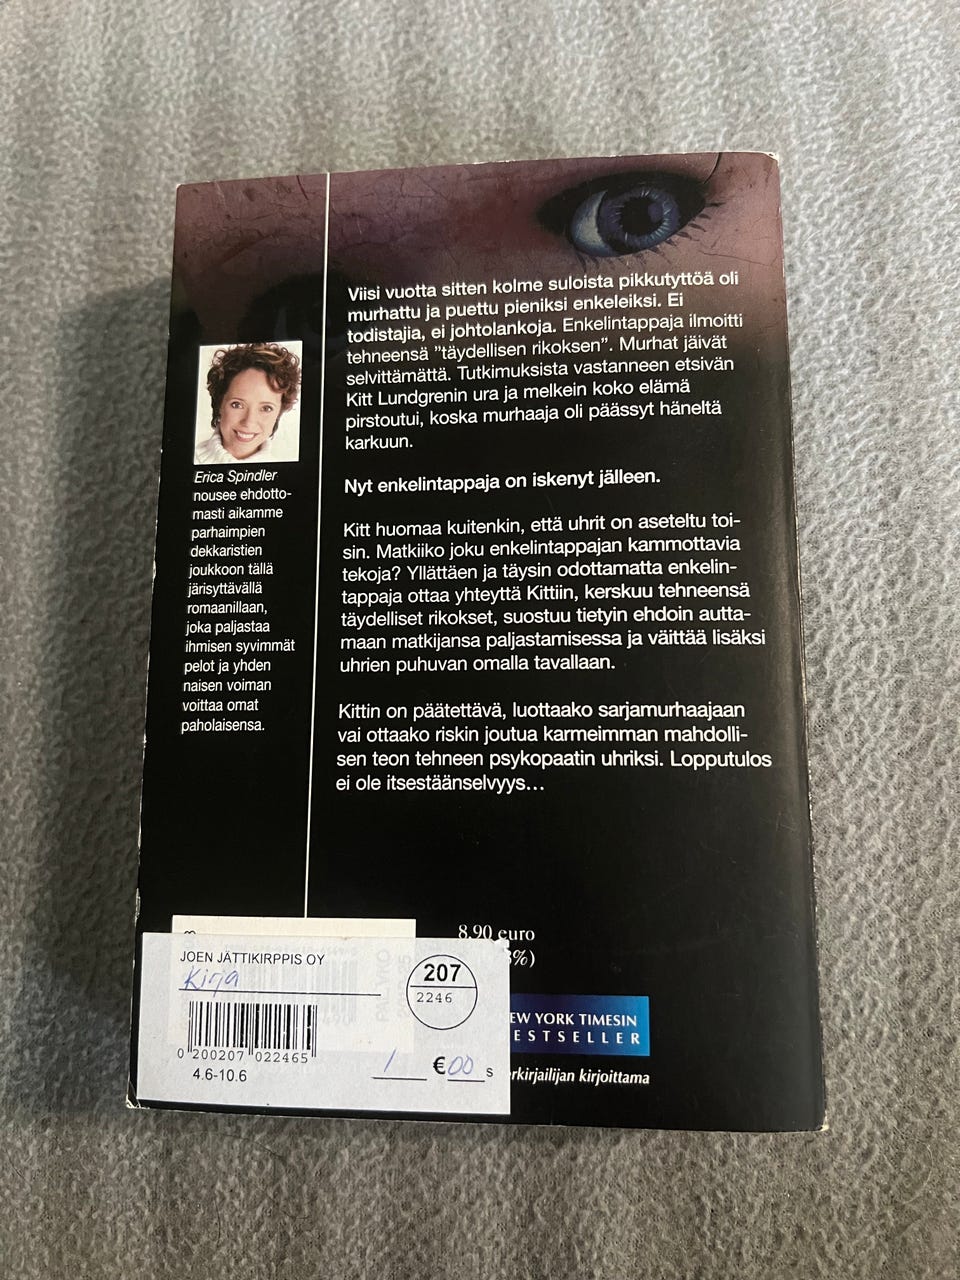 Viisi vuotta sitten kolme suloista pikkutyttöä oli
murhattu ja puettu pieniksi enkeleiksi. Ei
todistajia, ei johtolankoja. Enkelintappaja ilmoitti
tehneensä ”täydellisen rikoksen”. Murhat jäivät
selvittämättä. Tutkimuksista vastanneen etsivän
Kitt Lundgrenin ura ja melkein koko elämä
pirstoutui, koska murhaaja oli päässyt häneltä
karkuun.
Nyt enkelintappaja on iskenyt jälleen.
Kitt huomaa kuitenkin, että uhrit on aseteltu toi-
sin. Matkiiko joku enkelintappajan kammottavia
tekoja? Yllättäen ja täysin odottamatta enkelin-
tappaja ottaa yhteyttä Kittiin, kerskuu tehneensä
täydelliset rikokset, suostuu tietyin ehdoin autta-
maan matkijansa paljastamisessa ja väittää lisäksi
uhrien puhuvan omalla tavallaan.
Kittin on päätettävä, luottaako sarjamurhaajaan
vai ottaako riskin joutua karmeimman mahdolli-
sen teon tehneen psykopaatin uhriksi. Lopputulos
ei ole itsestäänselvyys...
Erica Spindler
nousee ehdotto-
masti aikamme
parhaimpien
dekkaristien
joukkoon tällä
järisyttävällä
romaanillaan,
joka paljastaa
ihmisen syvimmät
pelot ja yhden
naisen voiman
voittaa omat
paholaisensa.
8,90 euro
%)
JOEN JÄTTIKIRPPIS OY
Kirja
207
2246
0 200207 022465
4.6-10.6
1 €00 s
EW YORK TIMESIN
ESTSELLER
rkirjailijan kirjoittama